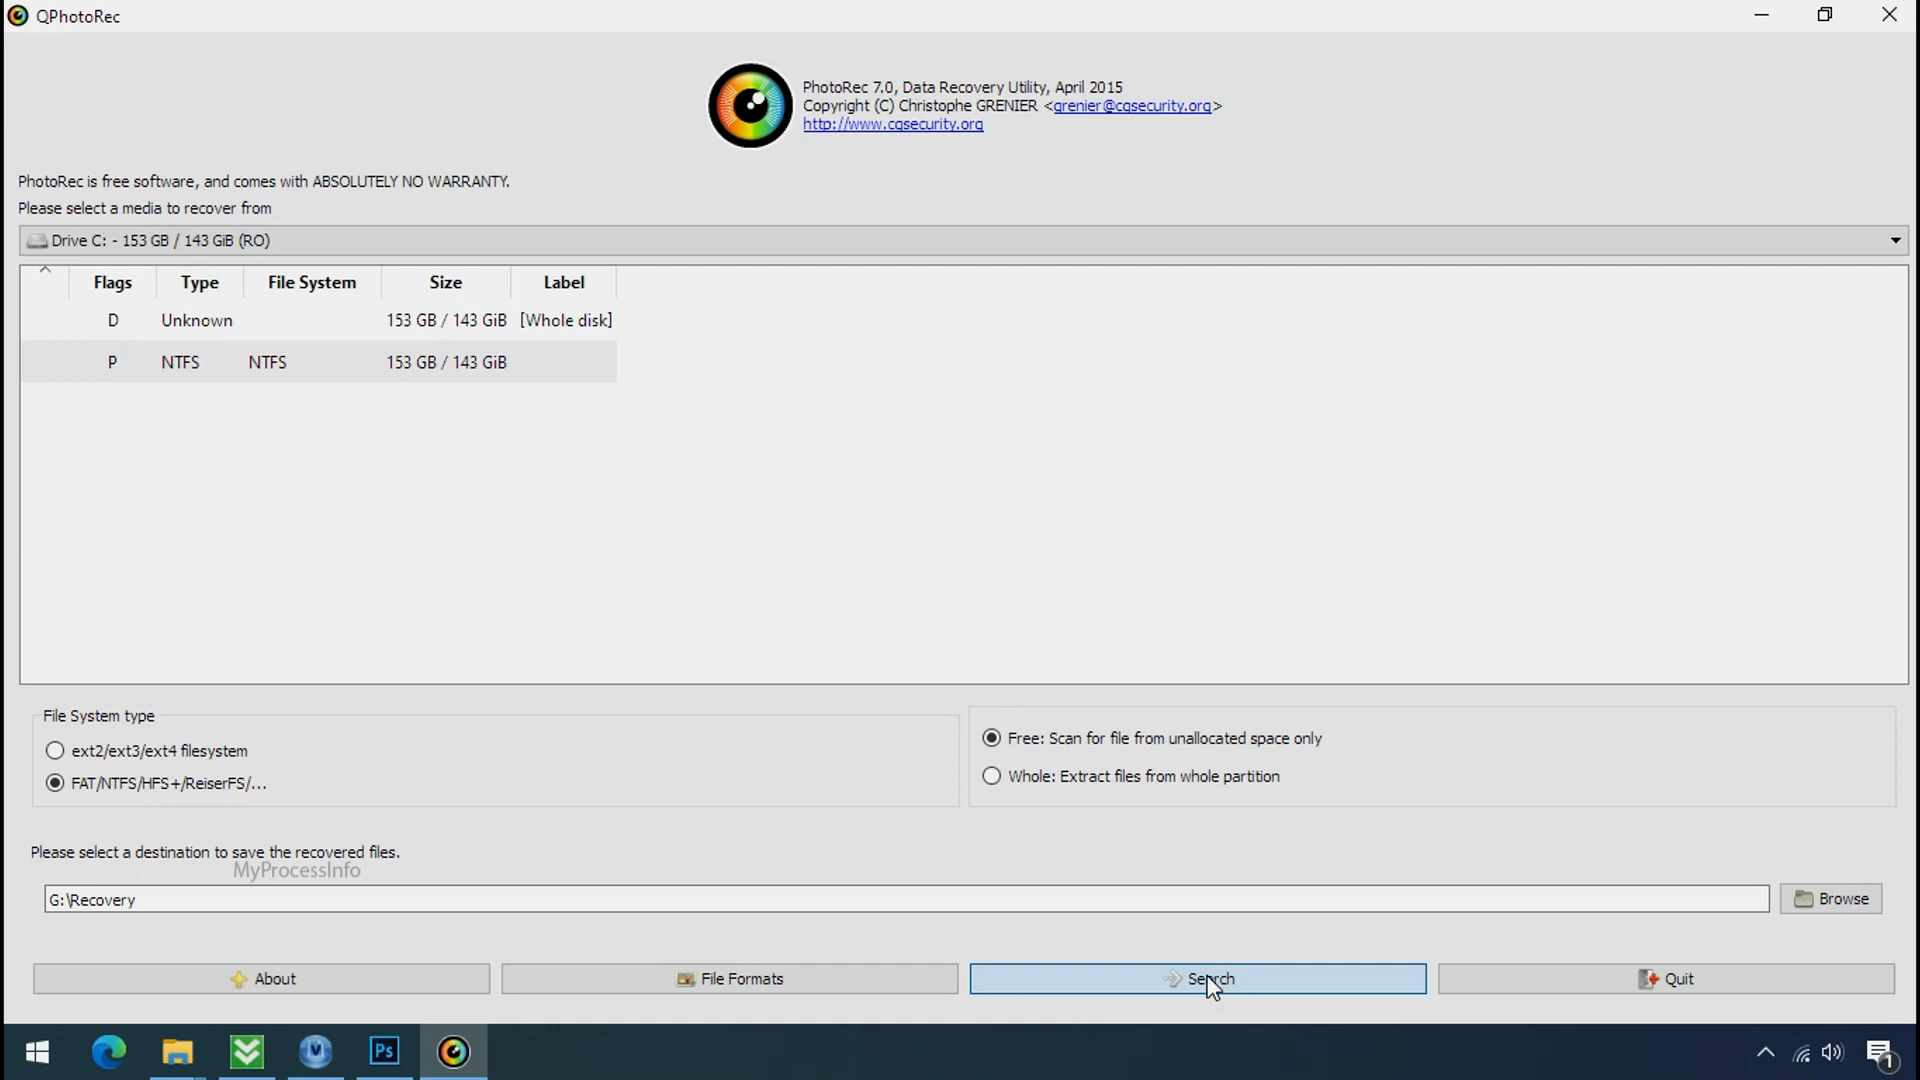 QPhotoRec
PhotoRec 7.0, Data Recovery Utility, April 2015
Copyright (C) Christophe GRENIER <grenier@cgsecurity.org>
http://www.cgsecurity.org
PhotoRec is free software, and comes with ABSOLUTELY NO WARRANTY.
Please select a media to recover from
Drive C: - 153 GB / 143 GiB (RO)
Flags Type File System Size Label
D Unknown 153 GB / 143 GiB [Whole disk]
P NTFS NTFS 153 GB / 143 GiB
File System type
ext2/ext3/ext4 filesystem
FAT/NTFS/HFS+/ReiserFS/...
Free: Scan for file from unallocated space only
Whole: Extract files from whole partition
Please select a destination to save the recovered files.
MyProcessInfo
G:\Recovery
Browse
About File Formats Search Quit
Ps
1